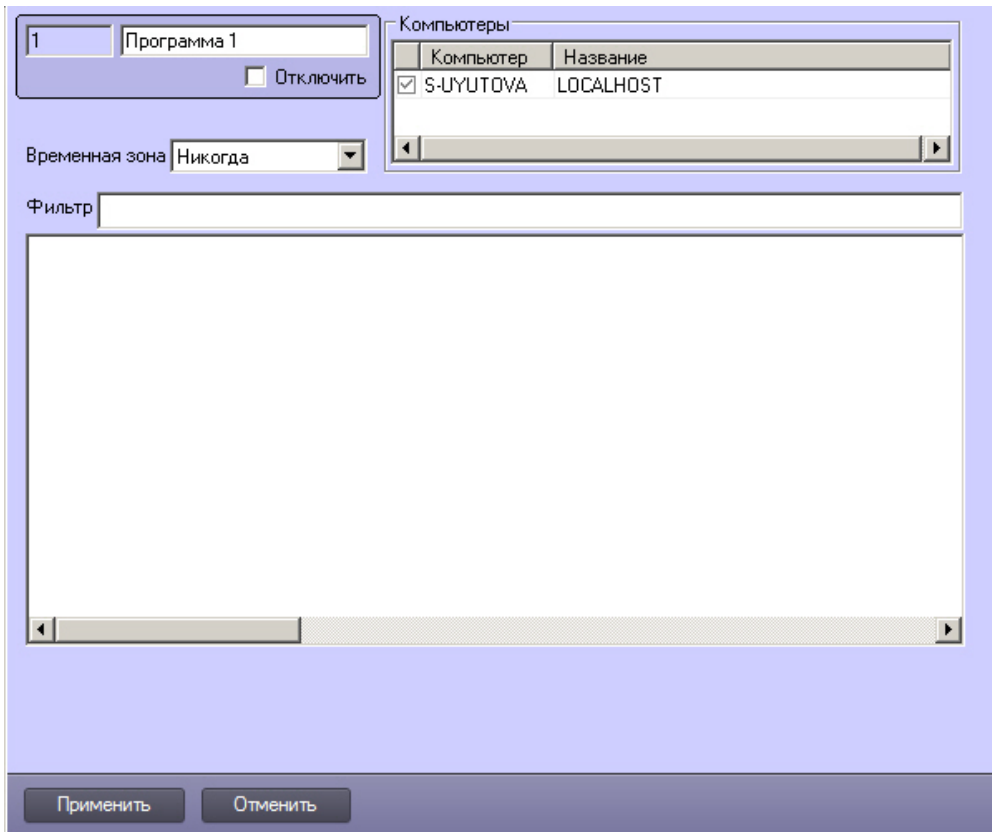 1 Программа 1
Отключить
Компьютеры
Компьютер Название
S-UYUTOVA LOCALHOST
Временная зона Никогда
Фильтр
Применить Отменить